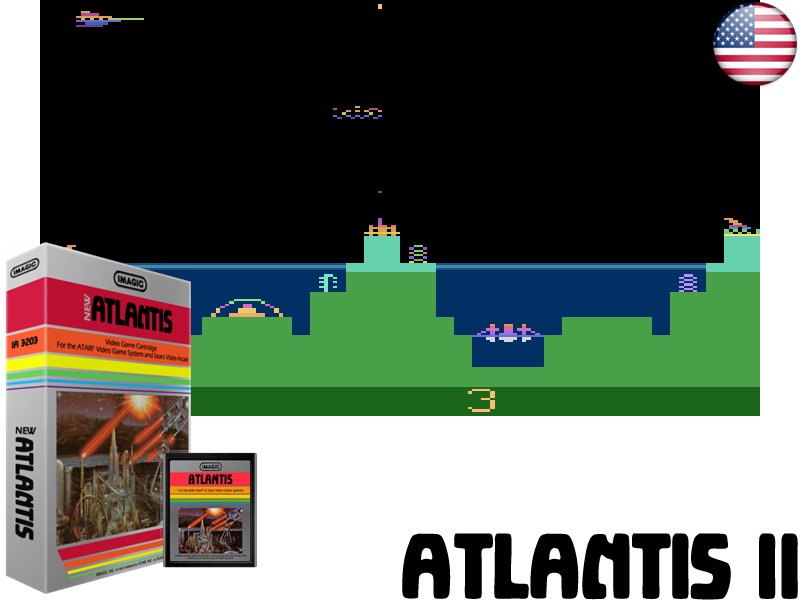 3
IMAGIC
IMAGIC
NEW
ATLANTIS
IA 3203
Video Game Cartridge
For the ATARI Video Game System and Sears Video Arcade
NEW
ATLANTIS
IMAGIC
ATLANTIS
ATLANTIS II